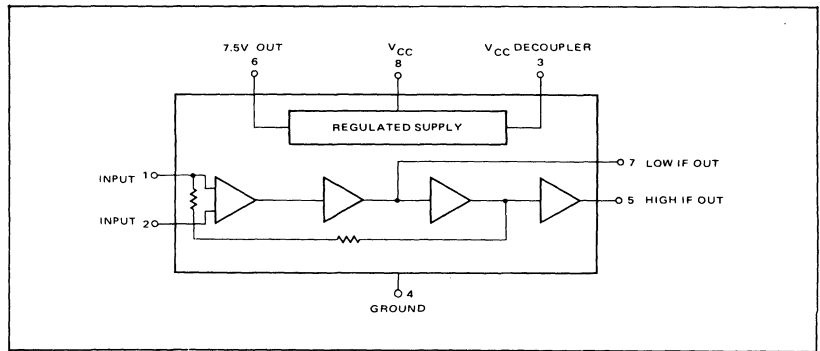 7.5V OUT
6
VCC
8
VCC DECOUPLER
3
REGULATED SUPPLY
INPUT 1
7 LOW IF OUT
5 HIGH IF OUT
INPUT 2
4
GROUND